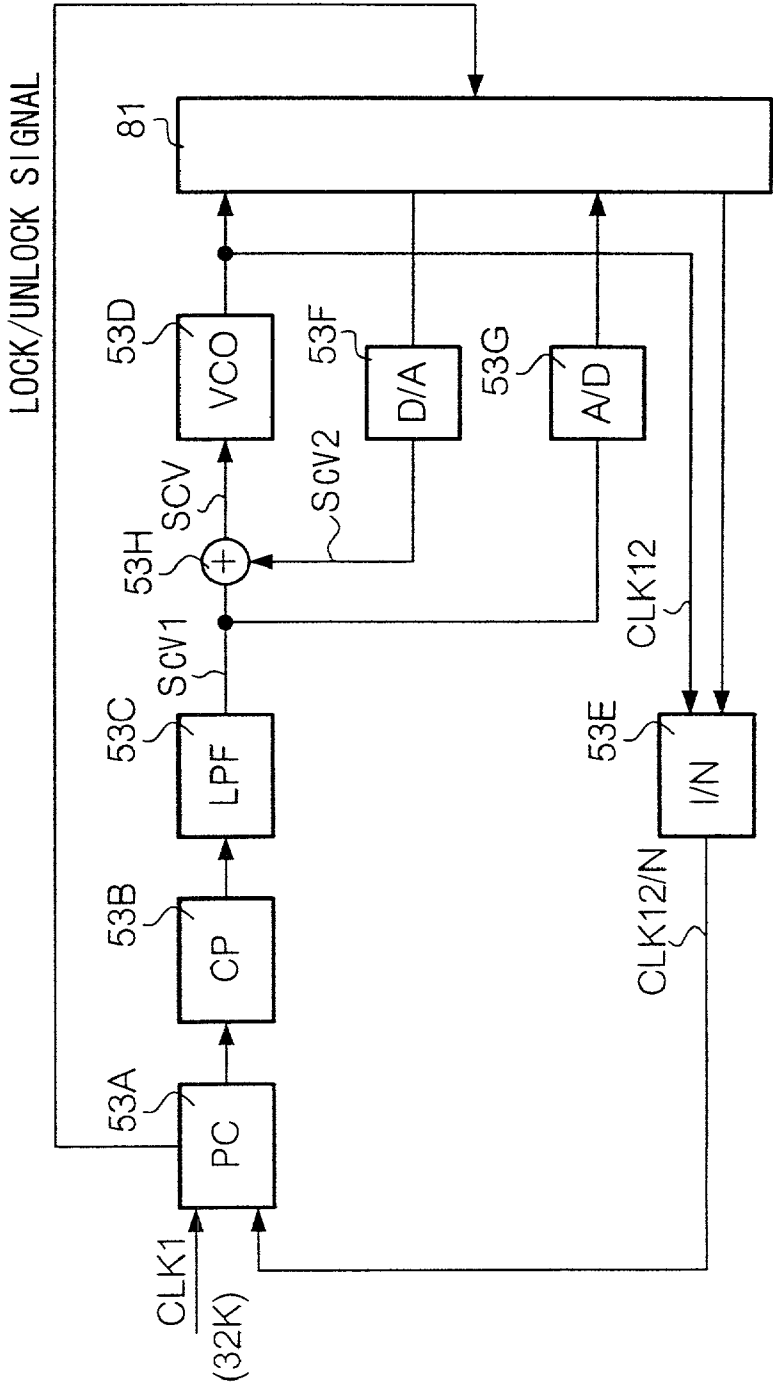 LOCK/UNLOCK SIGNAL
CLK1
(32K)
53A
PC
53B
CP
53C
LPF
SCV1
53H
+
SCV
53D
VCO
81
SCV2
53F
D/A
53G
A/D
CLK12
53E
I/N
CLK12/N